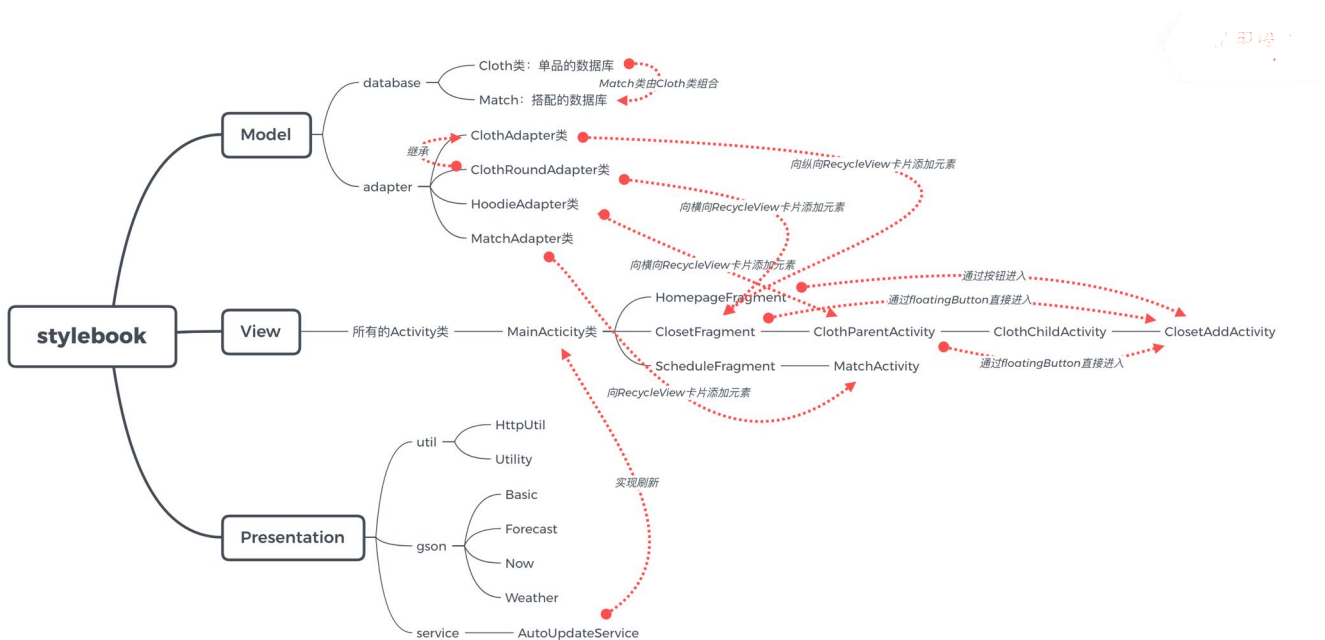 stylebook
Model
database
Cloth类：单品的数据库
Match类由Cloth类组合
Match：搭配的数据库
adapter
ClothAdapter类
继承
ClothRoundAdapter类
HoodieAdapter类
MatchAdapter类
向纵向RecycleView卡片添加元素
向横向RecycleView卡片添加元素
向横向RecycleView卡片添加元素
View
所有的Activity类
MainActicity类
HomepageFragment
通过按钮进入
ClosetFragment
通过floatingButton直接进入
ClothParentActivity
ClothChildActivity
ClosetAddActivity
通过floatingButton直接进入
ScheduleFragment
MatchActivity
向RecycleView卡片添加元素
Presentation
util
HttpUtil
Utility
实现刷新
gson
Basic
Forecast
Now
Weather
service
AutoUpdateService